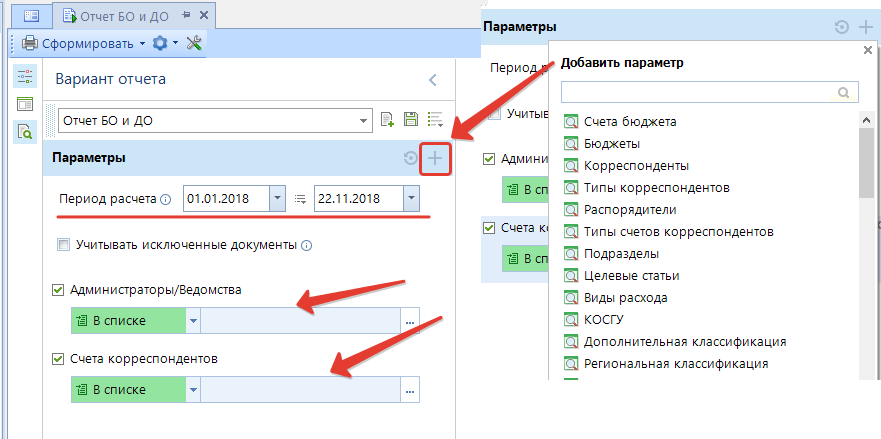 Отчет БО и ДО
Сформировать
Вариант отчета
Отчет БО и ДО
Параметры
Период расчета 01.01.2018 22.11.2018
Учитывать исключенные документы
Администраторы/Ведомства
В списке ...
Счета корреспондентов
В списке ...
Параметры
Период р
Учитые
Админи
В спи
Счета ко
В спи
Добавить параметр
Счета бюджета
Бюджеты
Корреспонденты
Типы корреспондентов
Распорядители
Типы счетов корреспондентов
Подразделы
Целевые статьи
Виды расхода
КОСГУ
Дополнительная классификация
Региональная классификация